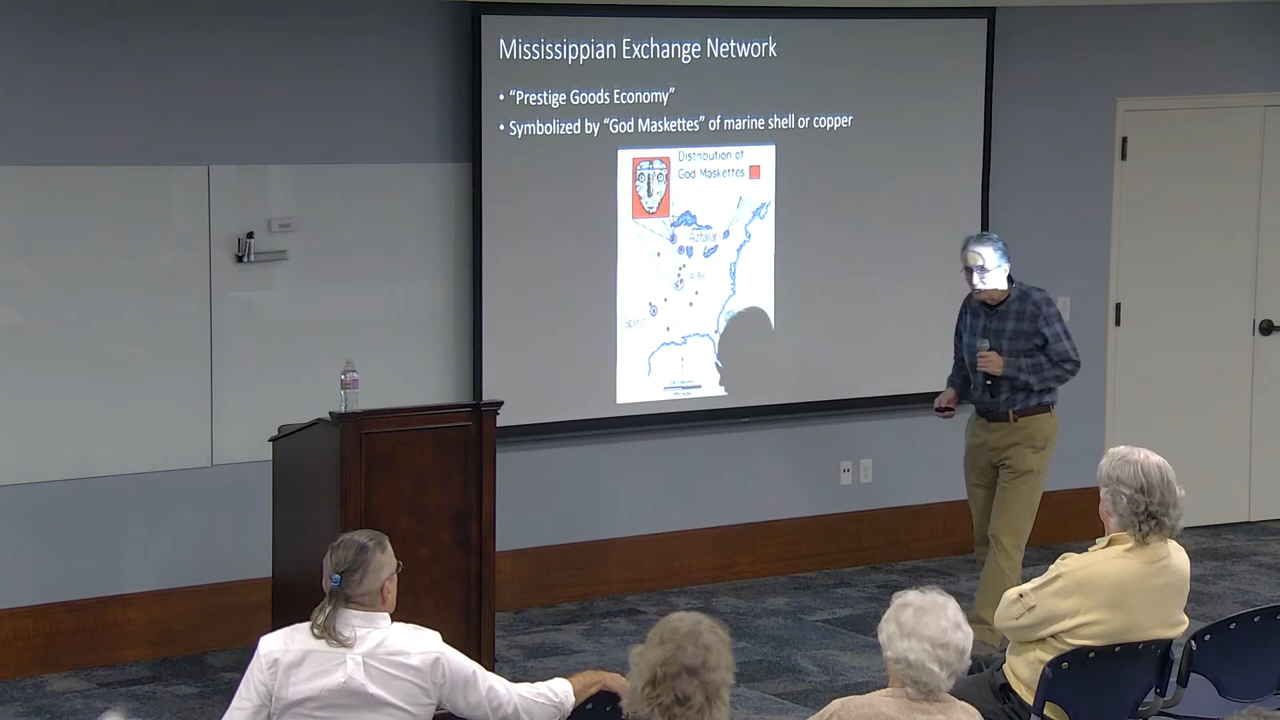 Mississippian Exchange Network
• “Prestige Goods Economy”
• Symbolized by “God Maskettes” of marine shell or copper
Distribution of
God Maskettes
Aztalan
Spiro